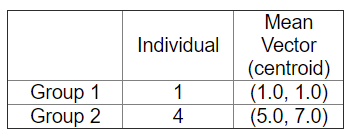 Individual
Mean
Vector
(centroid)
Group 1 1 (1.0, 1.0)
Group 2 4 (5.0, 7.0)